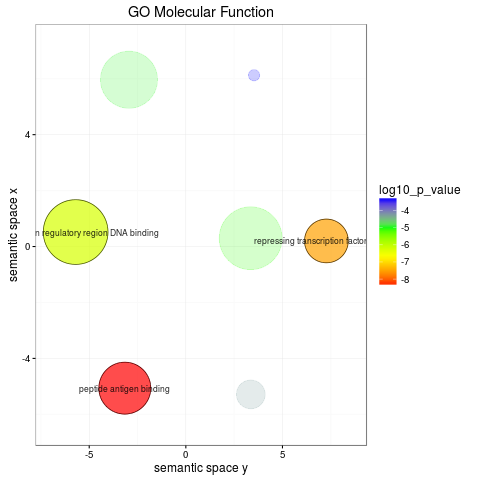 GO Molecular Function
semantic space x
4
0
-4
n regulatory region DNA binding
repressing transcription factor
peptide antigen binding
-5
0
5
semantic space y
log10_p_value
-4
-5
-6
-7
-8